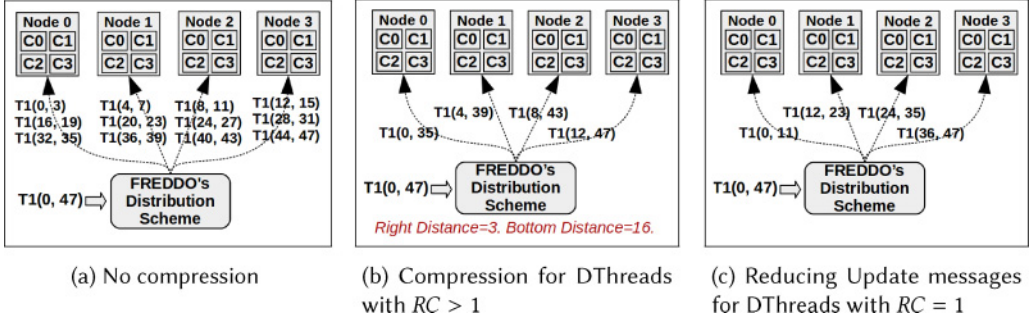 Node 0 Node 1 Node 2 Node 3
C0 C1 C0 C1 C0 C1 C0 C1
C2 C3 C2 C3 C2 C3 C2 C3
T1(0, 3) T1(4, 7) T1(8, 11) T1(12, 15)
T1(16, 19) T1(20, 23) T1(24, 27) T1(28, 31)
T1(32, 35) T1(36, 39) T1(40, 43) T1(44, 47)
T1(0, 47)
FREDDO's
Distribution
Scheme
(a) No compression
Node 0 Node 1 Node 2 Node 3
C0 C1 C0 C1 C0 C1 C0 C1
C2 C3 C2 C3 C2 C3 C2 C3
T1(4, 39) T1(8, 43)
T1(0, 35) T1(12, 47)
T1(0, 47)
FREDDO's
Distribution
Scheme
Right Distance=3. Bottom Distance=16.
(b) Compression for DThreads
with RC > 1
Node 0 Node 1 Node 2 Node 3
C0 C1 C0 C1 C0 C1 C0 C1
C2 C3 C2 C3 C2 C3 C2 C3
T1(12, 23) T1(24, 35)
T1(0, 11) T1(36, 47)
T1(0, 47)
FREDDO's
Distribution
Scheme
(c) Reducing Update messages
for DThreads with RC = 1